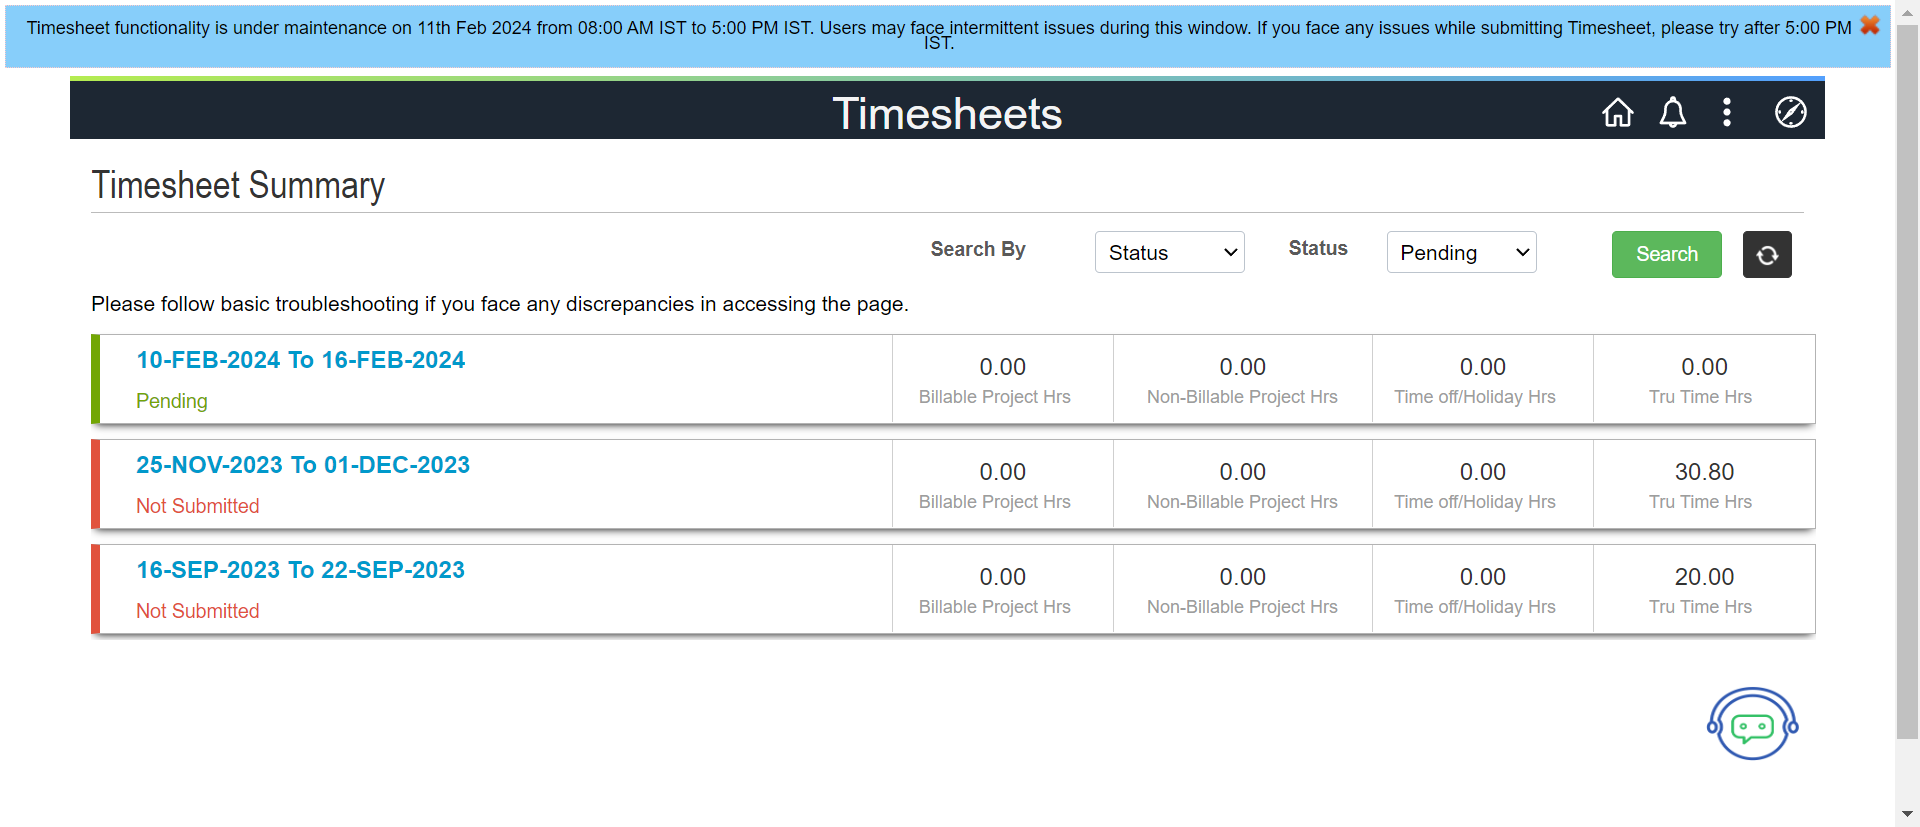 Timesheet functionality is under maintenance on 11th Feb 2024 from 08:00 AM IST to 5:00 PM IST. Users may face intermittent issues during this window. If you face any issues while submitting Timesheet, please try after 5:00 PM
IST.
Timesheets
Timesheet Summary
Search By Status Status Pending Search
Please follow basic troubleshooting if you face any discrepancies in accessing the page.
10-FEB-2024 To 16-FEB-2024
Pending
0.00 0.00 0.00 0.00
Billable Project Hrs Non-Billable Project Hrs Time off/Holiday Hrs Tru Time Hrs
25-NOV-2023 To 01-DEC-2023
Not Submitted
0.00 0.00 0.00 30.80
Billable Project Hrs Non-Billable Project Hrs Time off/Holiday Hrs Tru Time Hrs
16-SEP-2023 To 22-SEP-2023
Not Submitted
0.00 0.00 0.00 20.00
Billable Project Hrs Non-Billable Project Hrs Time off/Holiday Hrs Tru Time Hrs